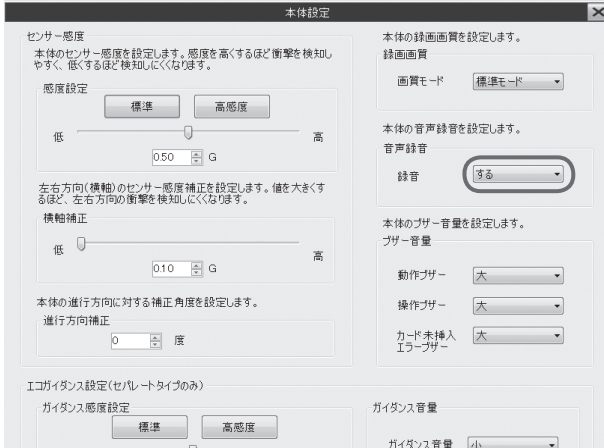 本体設定
センサー感度
本体のセンサー感度を設定します。感度を高くするほど衝撃を検知し
やすく、低くするほど検知しにくくなります。
感度設定
標準
高感度
低
高
0.50
G
左右方向(横軸)のセンサー感度補正を設定します。値を大きくす
るほど、左右方向の衝撃を検知しにくくなります。
横軸補正
低
高
0.10
G
本体の進行方向に対する補正角度を設定します。
進行方向補正
0
度
本体の録画画質を設定します。
録画画質
画質モード
標準モード
本体の音声録音を設定します。
音声録音
録音
する
本体のブザー音量を設定します。
ブザー音量
動作ブザー
大
操作ブザー
大
カード未挿入
エラーブザー
大
エコガイダンス設定(セパレートタイプのみ)
ガイダンス感度設定
標準
高感度
ガイダンス音量
ガイダンス音量
小